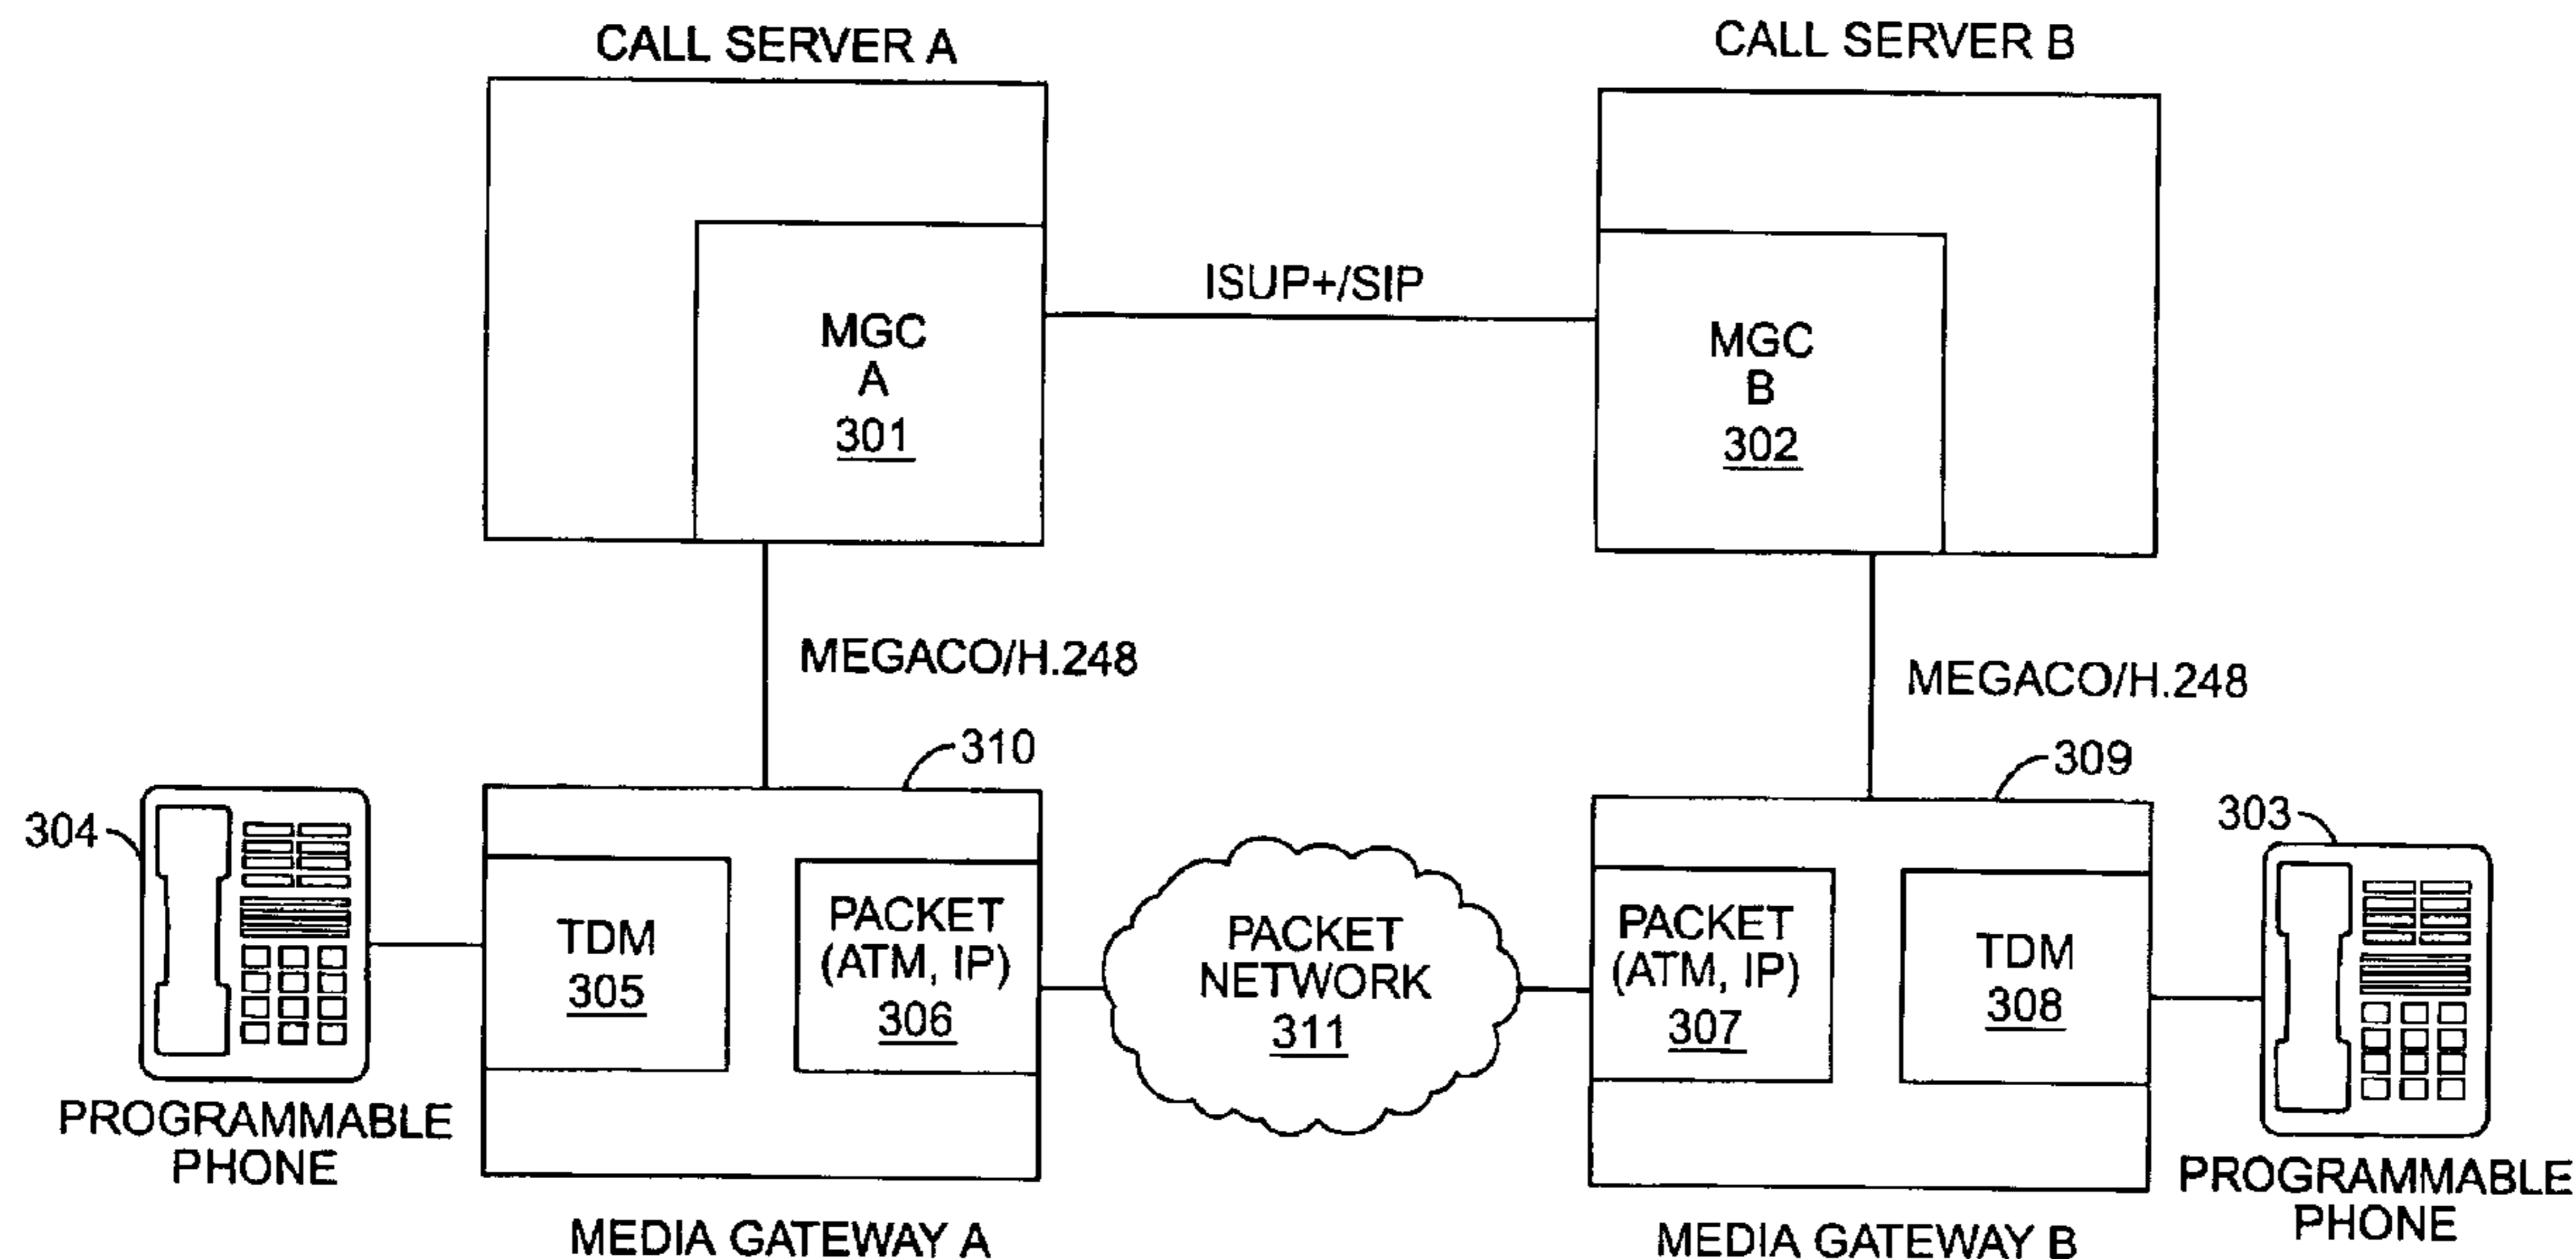 CALL SERVER A
CALL SERVER B
MGC
A
301
ISUP+/SIP
MGC
B
302
MEGACO/H.248
MEGACO/H.248
310
309
304
303
TDM
305
PACKET
(ATM, IP)
306
PACKET
NETWORK
311
PACKET
(ATM, IP)
307
TDM
308
PROGRAMMABLE
PHONE
PROGRAMMABLE
PHONE
MEDIA GATEWAY A
MEDIA GATEWAY B